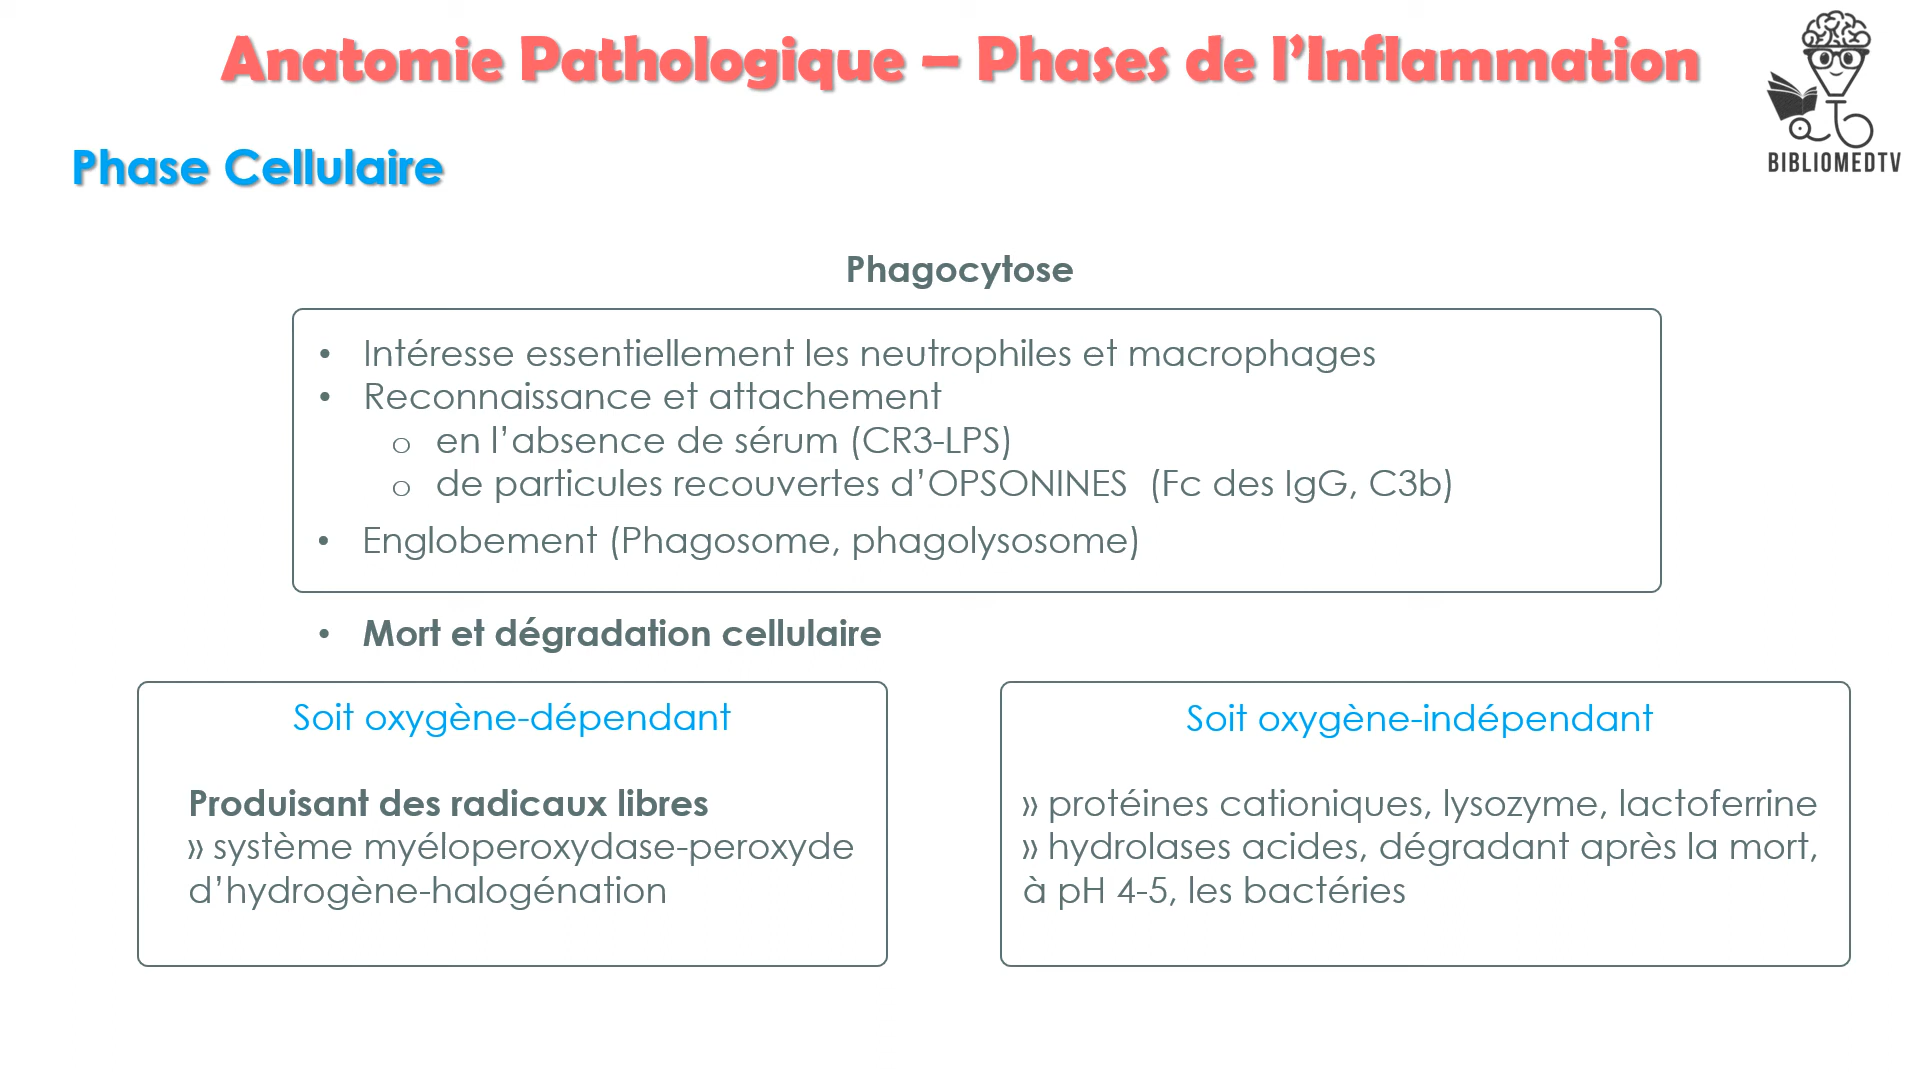 Anatomie Pathologique – Phases de l’Inflammation
BIBLIOMEDTV
Phase Cellulaire
Phagocytose
• Intéresse essentiellement les neutrophiles et macrophages
• Reconnaissance et attachement
o en l’absence de sérum (CR3-LPS)
o de particules recouvertes d’OPSONINES (Fc des IgG, C3b)
• Englobement (Phagosome, phagolysosome)
• Mort et dégradation cellulaire
Soit oxygène-dépendant
Produisant des radicaux libres
» système myéloperoxydase-peroxyde
d’hydrogène-halogénation
Soit oxygène-indépendant
» protéines cationiques, lysozyme, lactoferrine
» hydrolases acides, dégradant après la mort,
à pH 4-5, les bactéries